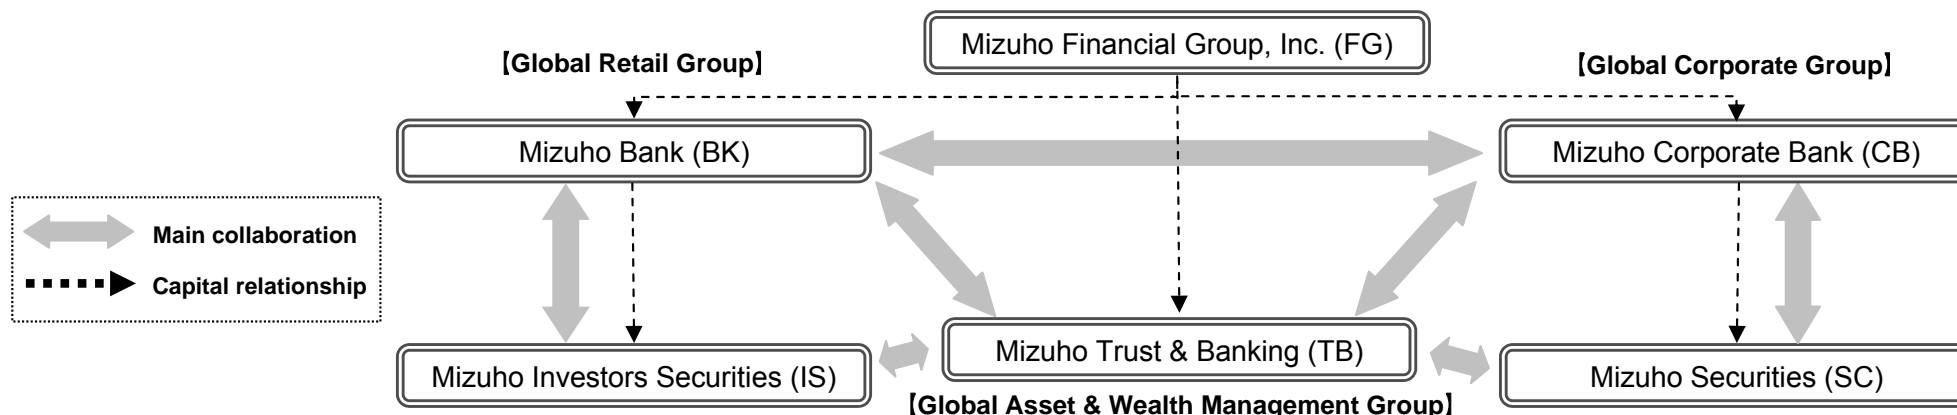 Mizuho Financial Group, Inc. (FG)
【Global Retail Group】
【Global Corporate Group】
Mizuho Bank (BK)
Mizuho Corporate Bank (CB)
Main collaboration
Capital relationship
Mizuho Investors Securities (IS)
Mizuho Trust & Banking (TB)
Mizuho Securities (SC)
【Global Asset & Wealth Management Group】